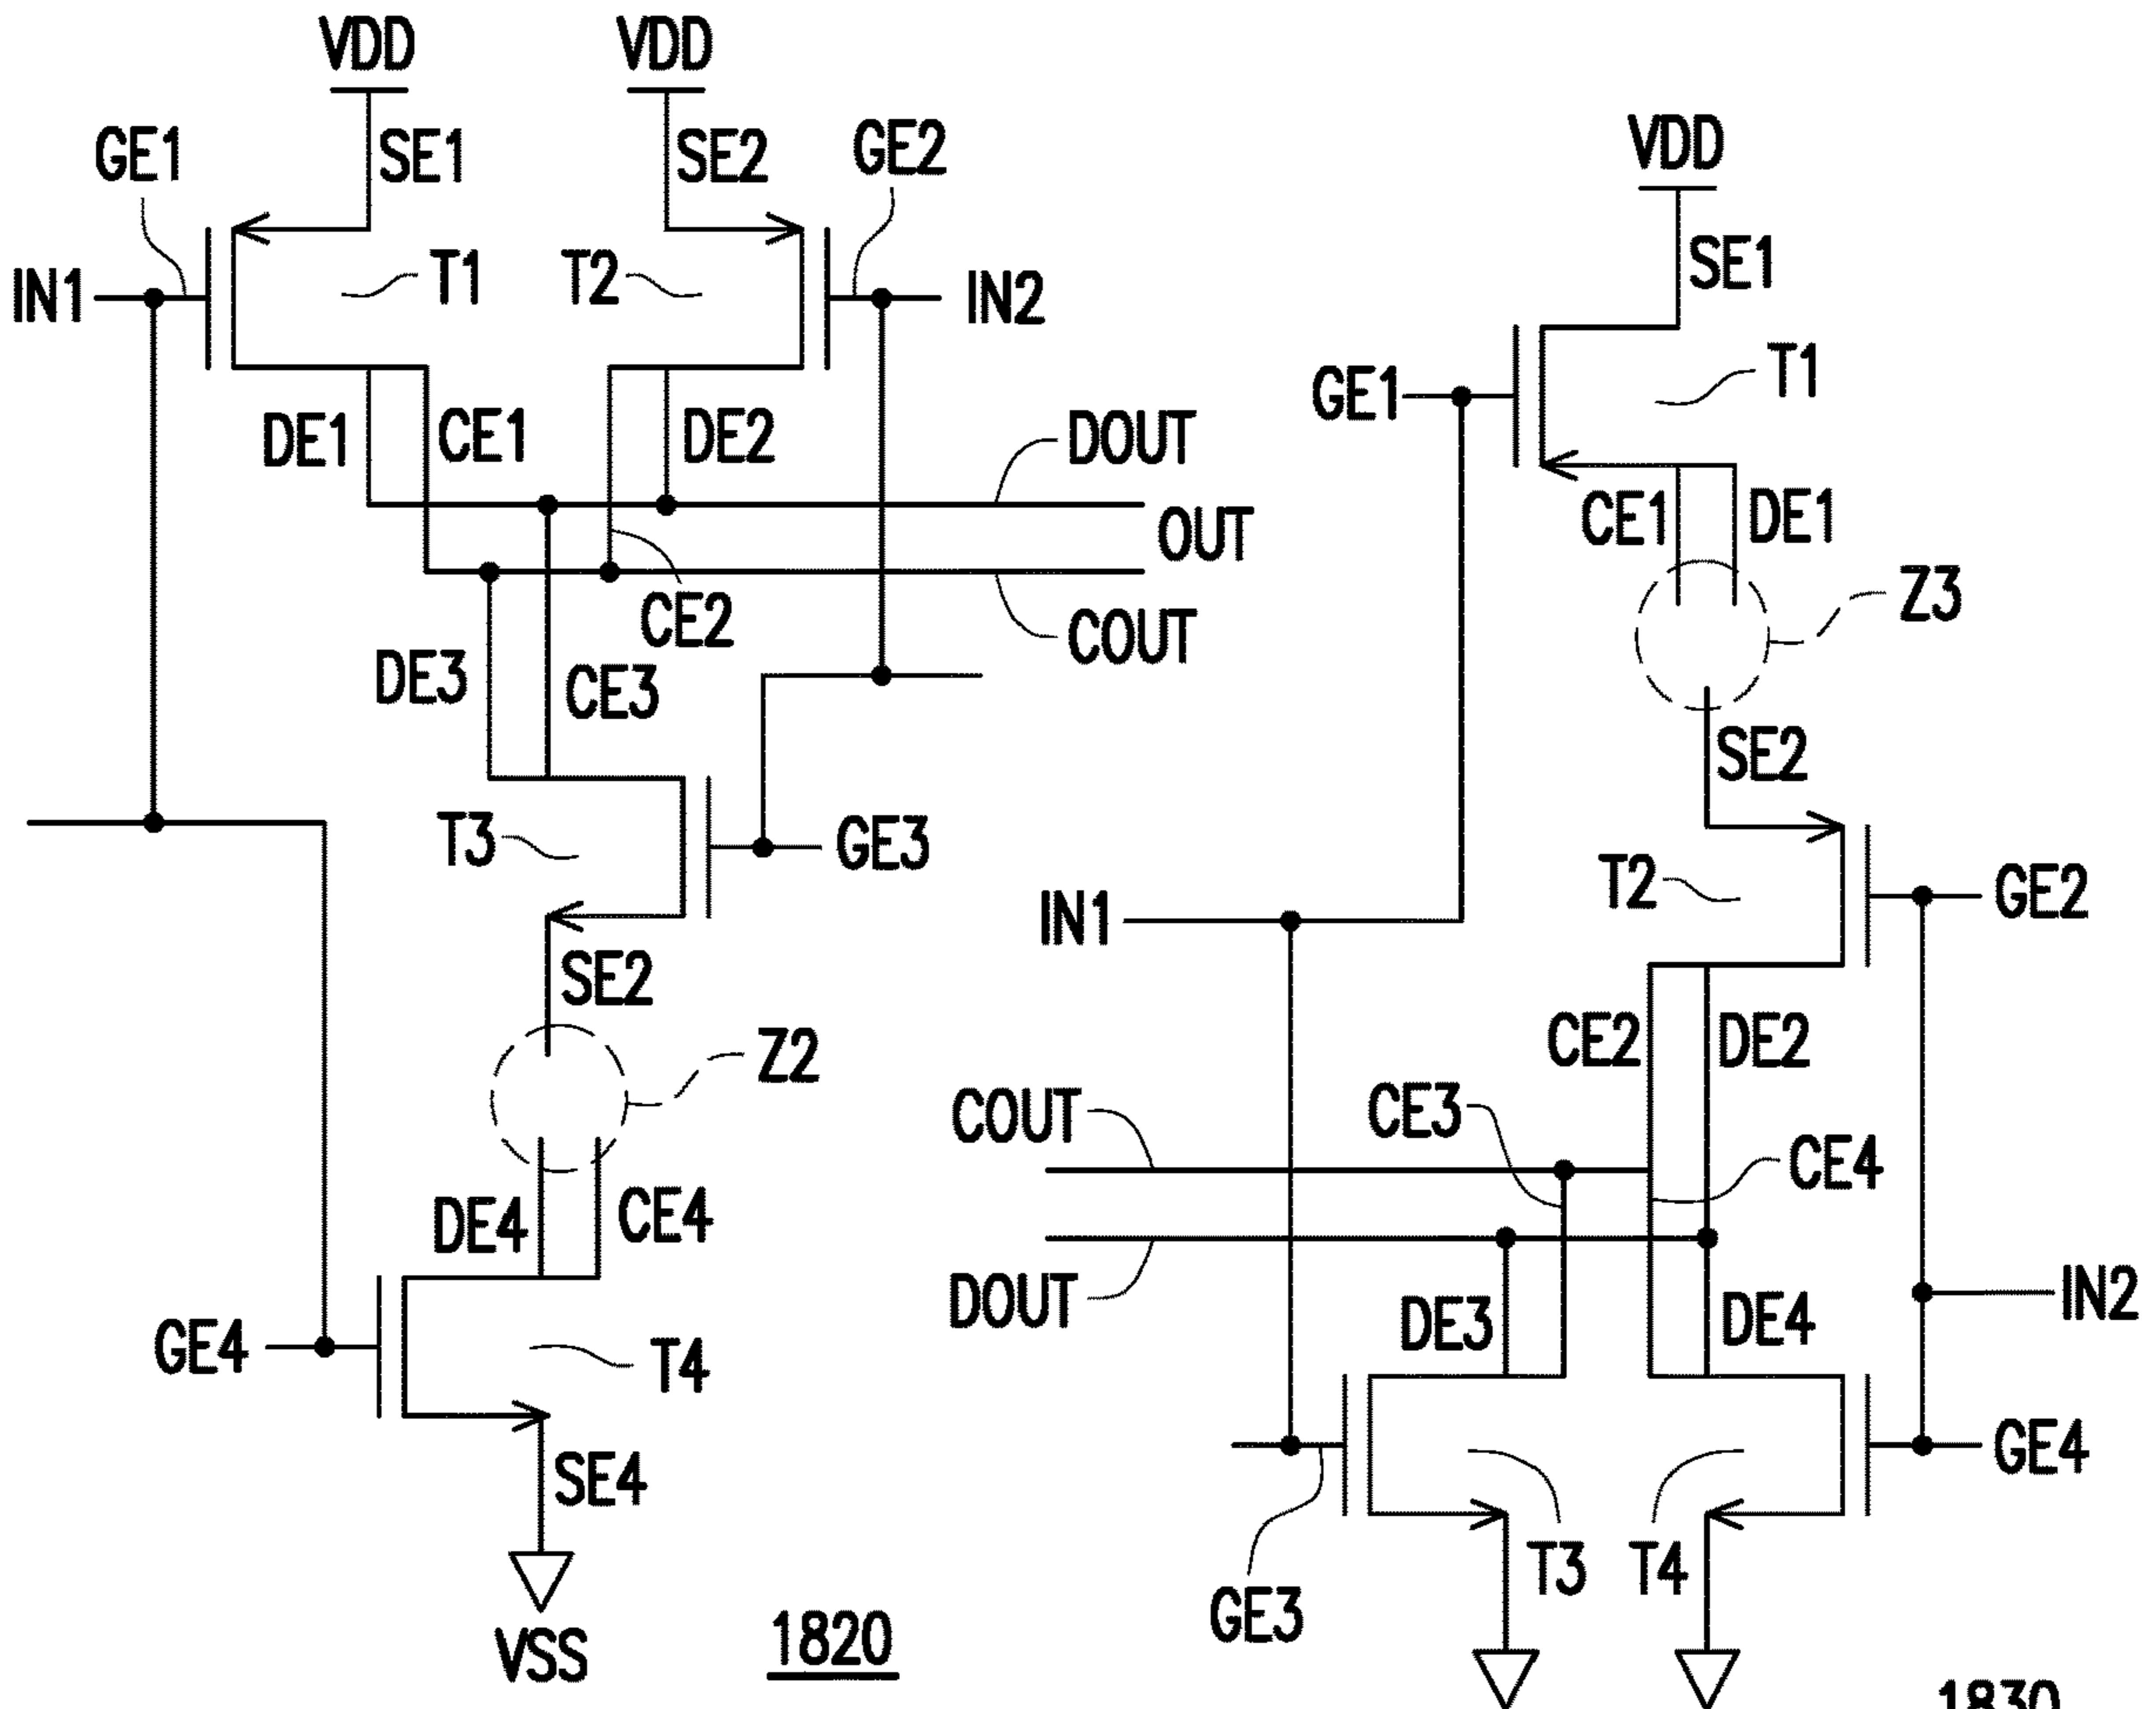 VDD
VDD
GE1
SE1
SE2
GE2
IN1
T1
T2
IN2
DE1
CE1
DE2
DOUT
OUT
CE2
COUT
DE3
CE3
T3
GE3
SE2
Z2
DE4
CE4
GE4
T4
SE4
VSS
1820
VDD
SE1
GE1
T1
CE1
DE1
Z3
SE2
T2
GE2
IN1
CE2
DE2
COUT
CE3
CE4
DOUT
DE3
DE4
IN2
GE4
GE3
T3
T4
1830